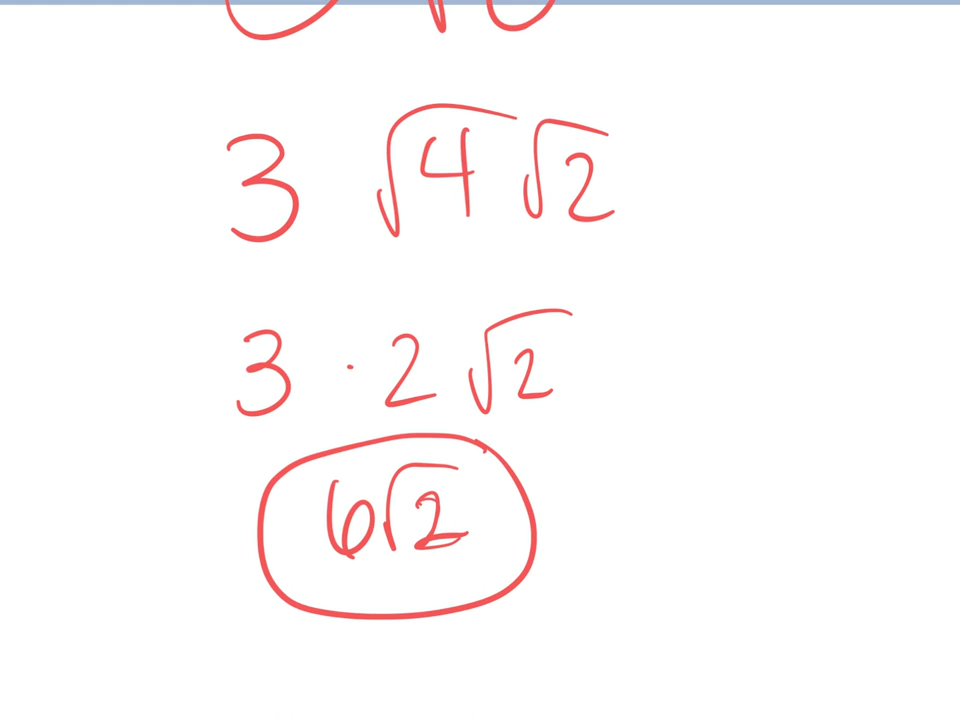 3 √4 √2
3 · 2 √2
6√2